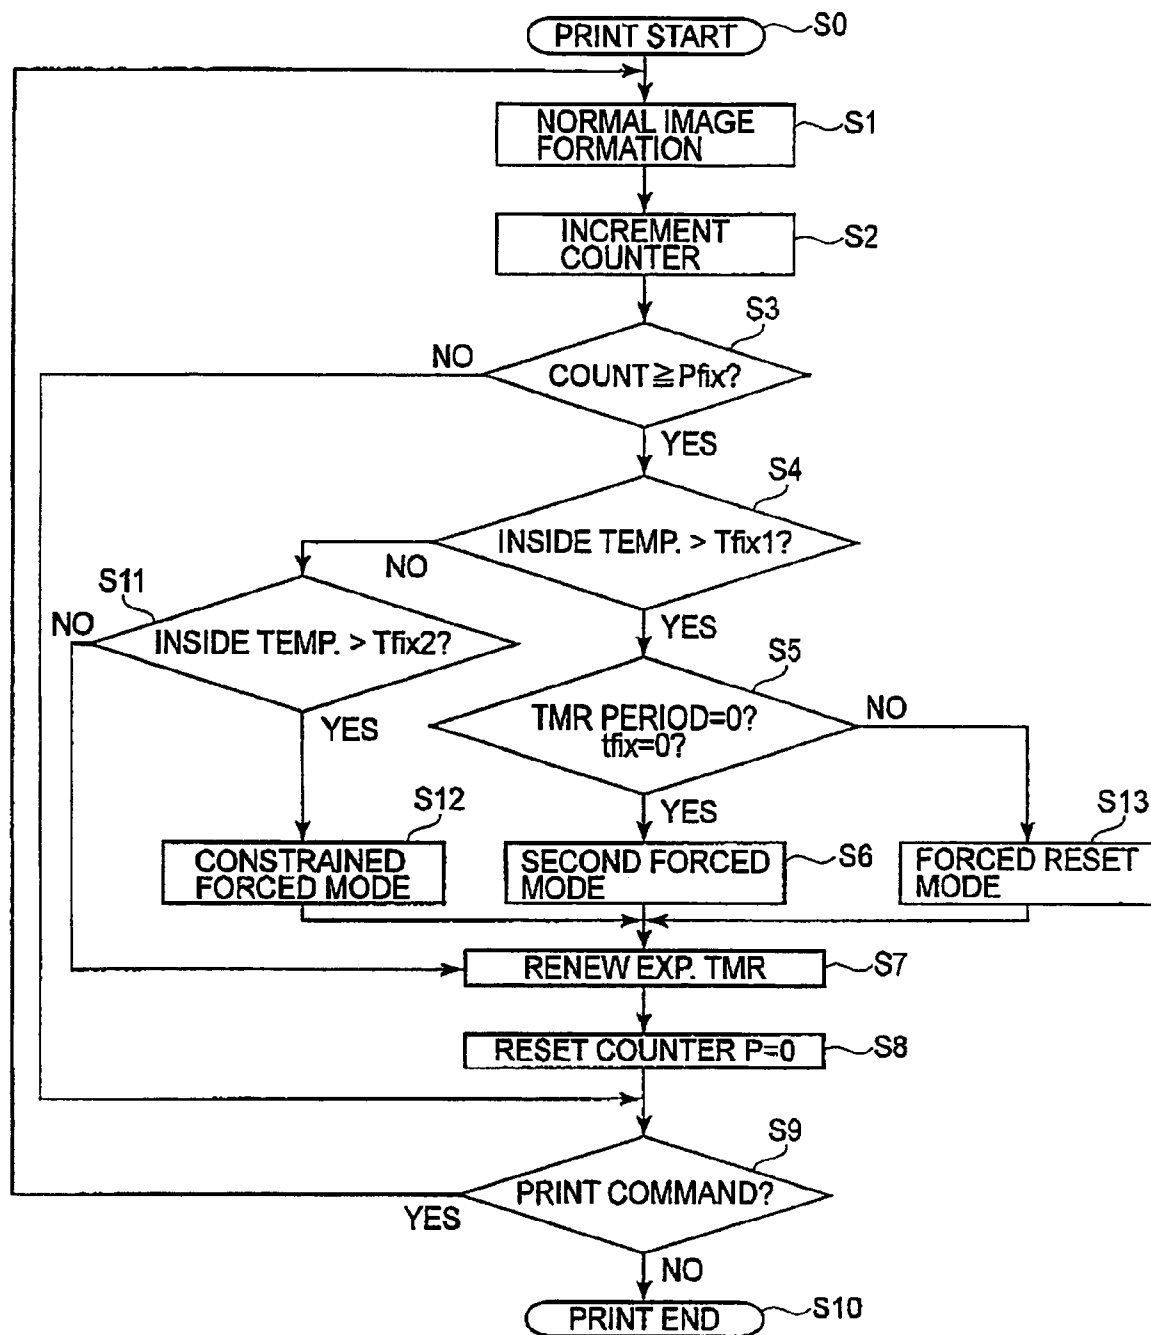 PRINT START
S0
NORMAL IMAGE
FORMATION
S1
INCREMENT
COUNTER
S2
S3
NO
COUNT≧Pfix?
YES
S4
INSIDE TEMP. > Tfix1?
NO
YES
S11
NO
INSIDE TEMP. > Tfix2?
YES
S5
TMR PERIOD=0?
tfix=0?
NO
YES
S12
CONSTRAINED
FORCED MODE
SECOND FORCED
MODE
S6
S13
FORCED RESET
MODE
RENEW EXP. TMR
S7
RESET COUNTER P=0
S8
S9
PRINT COMMAND?
YES
NO
PRINT END
S10